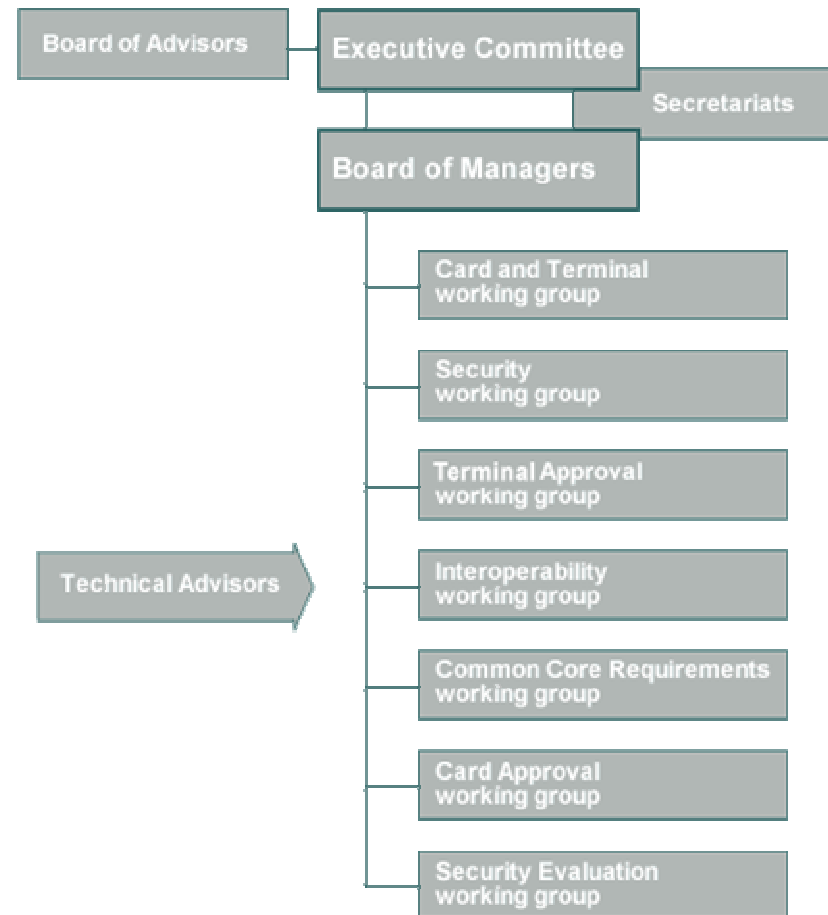 Board of Advisors
Executive Committee
Secretariats
Board of Managers
Card and Terminal
working group
Security
working group
Terminal Approval
working group
Technical Advisors
Interoperability
working group
Common Core Requirements
working group
Card Approval
working group
Security Evaluation
working group